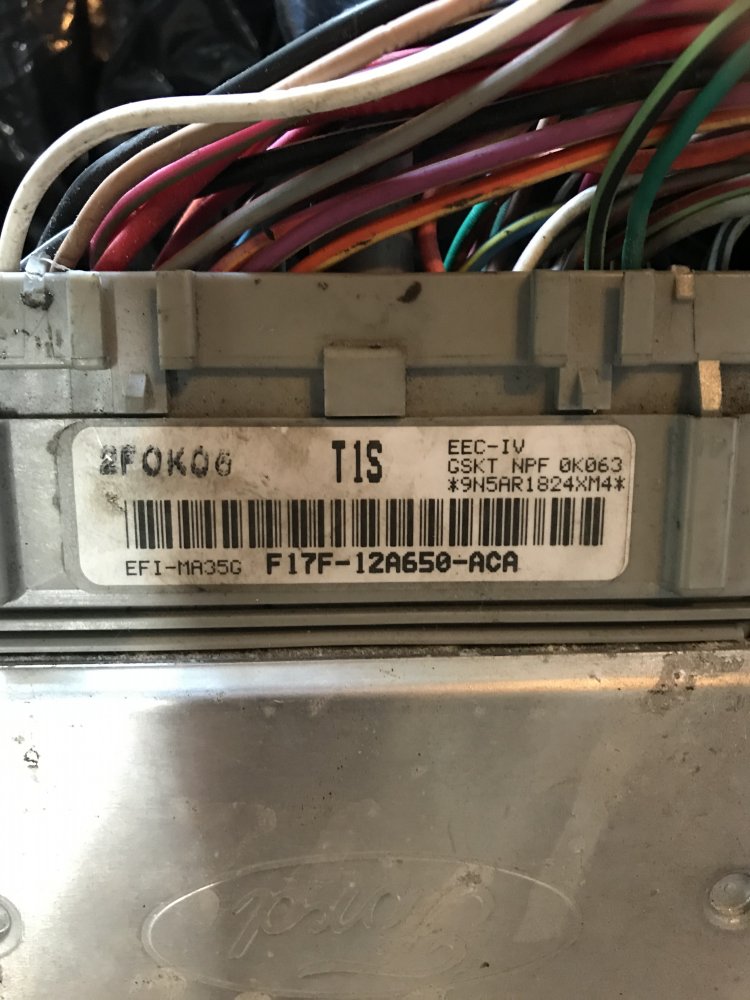 2F0K06
T1S
EEC-IV
GSKT NPF 0K063
*9N5AR1824XM4*
EFI-MA35G F17F-12A650-ACA
Ford